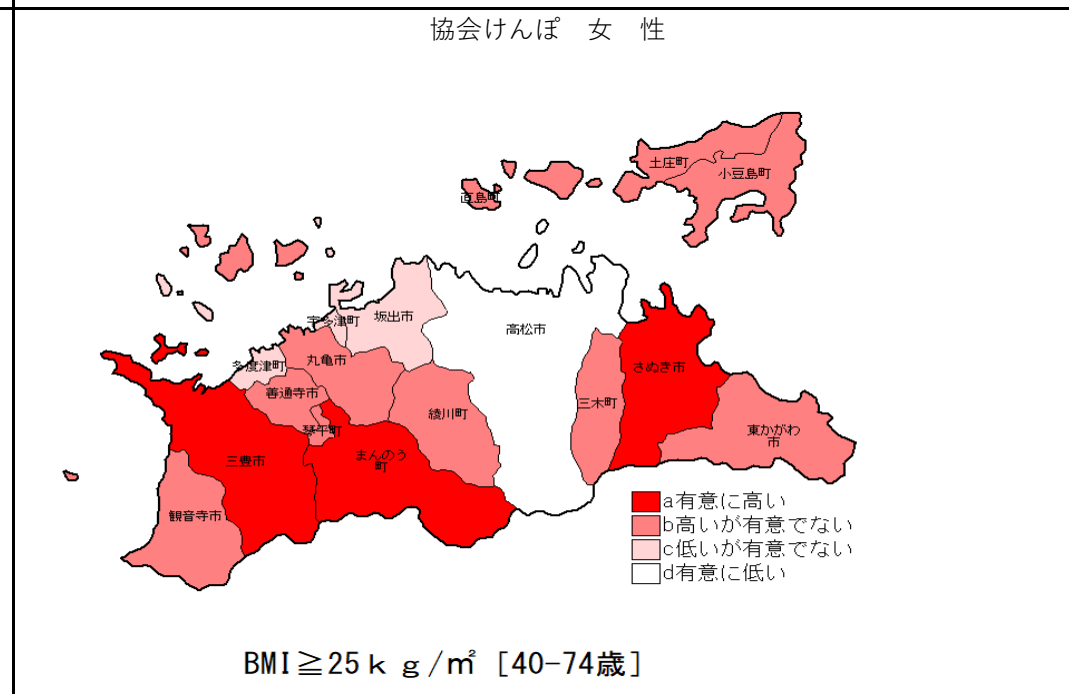 協会けんぽ　女　性
土庄町
小豆島町
直島町
宇多津町
坂出市
高松市
多度津町
丸亀市
さぬき市
善通寺市
三木町
綾川町
琴平町
東かがわ
市
まんのう
町
三豊市
観音寺市
a有意に高い
b高いが有意でない
c低いが有意でない
d有意に低い
BMI≧25ｋｇ/㎡ [40-74歳]